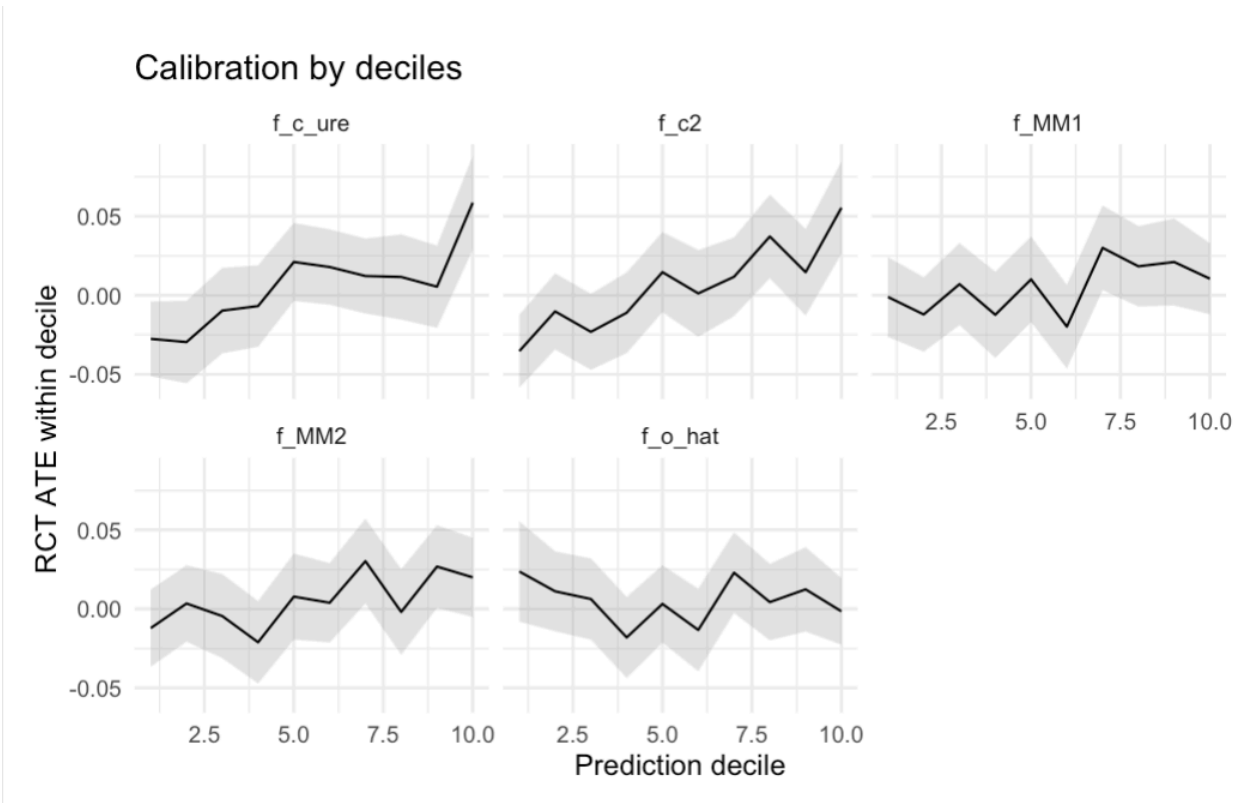 Calibration by deciles
f_c_ure f_c2 f_MM1
0.05
0.00
-0.05
2.5 5.0 7.5 10.0
f_MM2 f_o_hat
0.05
0.00
-0.05
2.5 5.0 7.5 10.0 2.5 5.0 7.5 10.0
Prediction decile
RCT ATE within decile